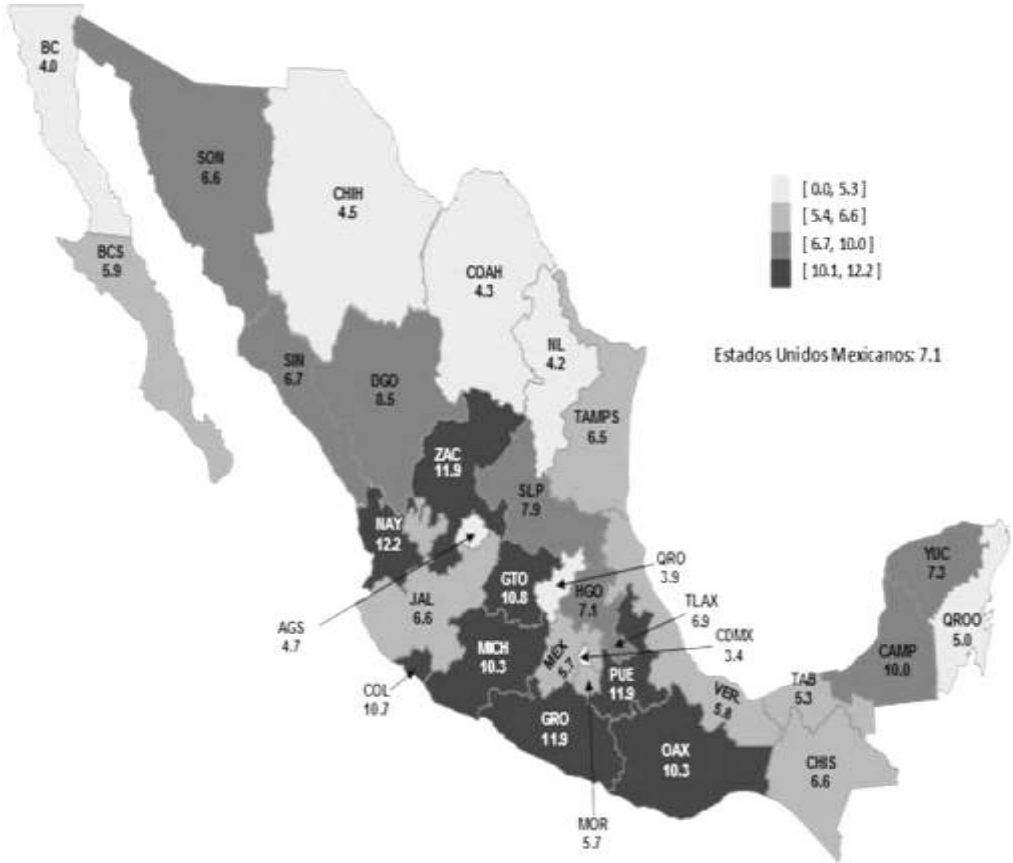 BC
4.0
SON
6.6
CHIH
4.5
BCS
5.9
COAH
4.3
NL
4.2
SIN
6.7
DGO
8.5
TAMPS
6.5
ZAC
11.9
SLP
7.9
NAY
12.2
AGS
4.7
JAL
6.6
GTO
10.8
QRO
3.9
HGO
7.1
TLAX
6.9
CDMX
3.4
MICH
10.3
MEX
5.7
PUE
11.9
COL
10.7
GRO
11.9
MOR
5.7
OAX
10.3
VER.
5.8
TAB
5.3
CHIS
6.6
CAMP
10.0
YUC
7.3
QROO
5.0
[ 0.0, 5.3 ]
[ 5.4, 6.6 ]
[ 6.7, 10.0 ]
[ 10.1, 12.2 ]
Estados Unidos Mexicanos: 7.1